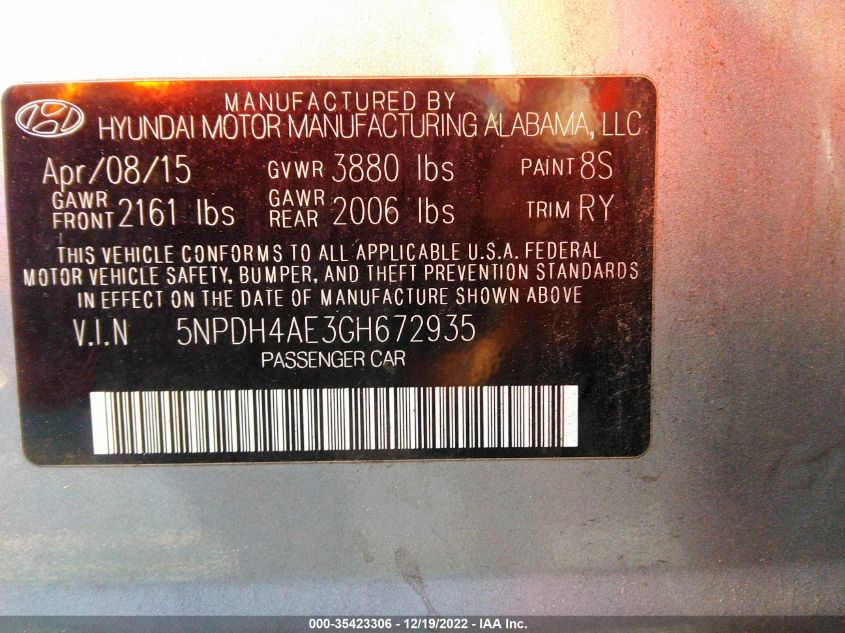 MANUFACTURED BY
HYUNDAI MOTOR MANUFACTURING ALABAMA, LLC
Apr/08/15 GVWR 3880 lbs PAINT 8S
GAWR FRONT 2161 lbs GAWR REAR 2006 lbs TRIM RY
THIS VEHICLE CONFORMS TO ALL APPLICABLE U.S.A. FEDERAL
MOTOR VEHICLE SAFETY, BUMPER, AND THEFT PREVENTION STANDARDS
IN EFFECT ON THE DATE OF MANUFACTURE SHOWN ABOVE
V.I.N 5NPDH4AE3GH672935
PASSENGER CAR
000-35423306 - 12/19/2022 - IAA Inc.